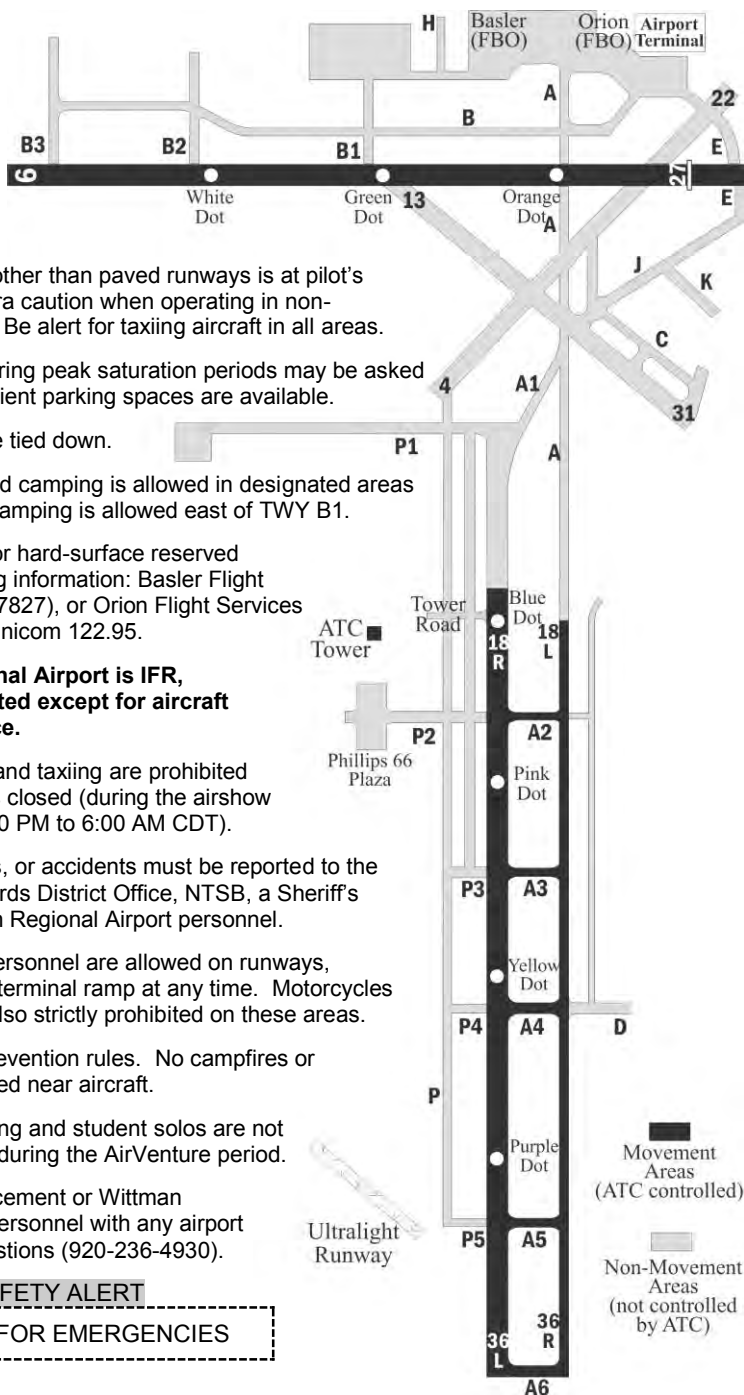 H
Basler
(FBO)
Orion
(FBO)
Airport
Terminal
A
22
B
B3
B2
B1
E
6
27
White
Dot
Green
Dot
13
Orange
Dot
A
E
other than paved runways is at pilot's
ra caution when operating in non-
Be alert for taxiing aircraft in all areas.
J
K
C
ring peak saturation periods may be asked
ient parking spaces are available.
4
A1
31
e tied down.
P1
A
d camping is allowed in designated areas
amping is allowed east of TWY B1.
or hard-surface reserved
g information: Basler Flight
7827), or Orion Flight Services
nicom 122.95.
Tower
Road
Blue
Dot
ATC
Tower
18
R
18
L
nal Airport is IFR,
ted except for aircraft
ce.
P2
A2
Phillips 66
Plaza
Pink
Dot
and taxiing are prohibited
s closed (during the airshow
0 PM to 6:00 AM CDT).
s, or accidents must be reported to the
rds District Office, NTSB, a Sheriff's
n Regional Airport personnel.
P3
A3
ersonnel are allowed on runways,
terminal ramp at any time. Motorcycles
lso strictly prohibited on these areas.
Yellow
Dot
P4
A4
D
evention rules. No campfires or
ed near aircraft.
P
ng and student solos are not
during the AirVenture period.
Purple
Dot
Movement
Areas
(ATC controlled)
cement or Wittman
ersonnel with any airport
stions (920-236-4930).
Ultralight
Runway
P5
A5
Non-Movement
Areas
(not controlled
by ATC)
FETY ALERT
FOR EMERGENCIES
36
L
36
R
A6